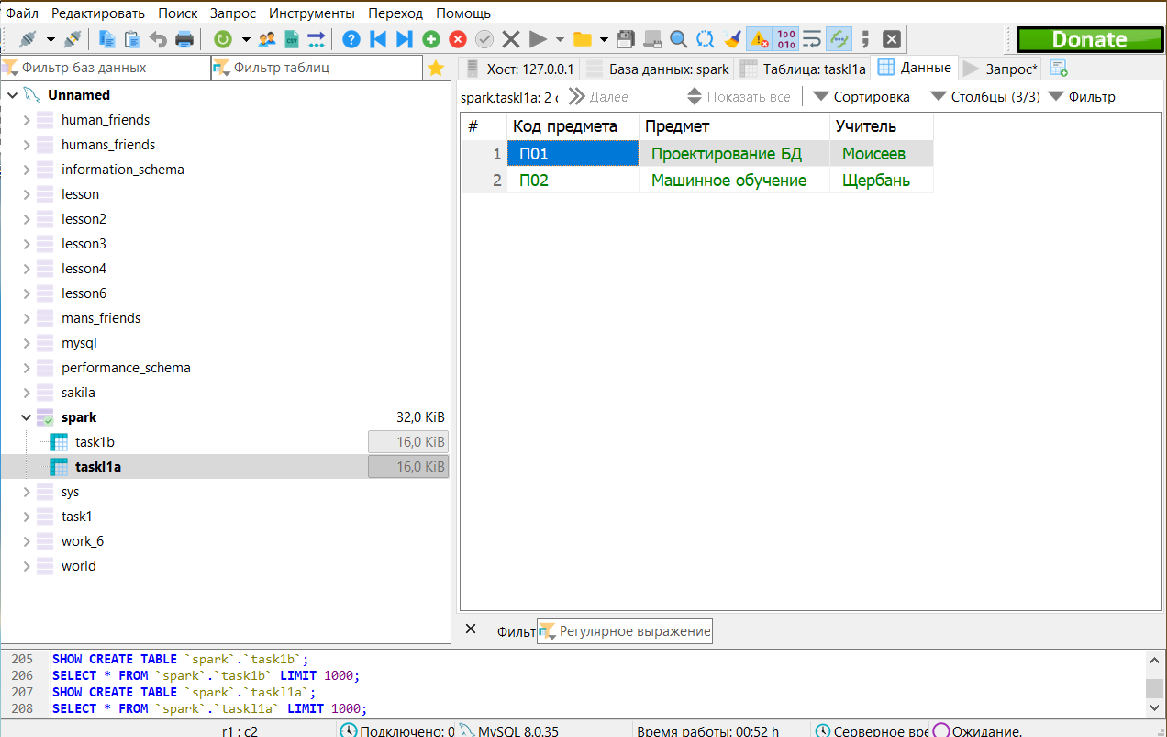 Файл Редактировать Поиск Запрос Инструменты Переход Помощь
Donate
Фильтр баз данных Фильтр таблиц
Хост: 127.0.0.1 База данных: spark Таблица: taskl1a Данные Запрос*
spark.taskl1a: 2 Далее Показать все Сортировка Столбцы (3/3) Фильтр
Unnamed
human_friends
humans_friends
information_schema
lesson
lesson2
lesson3
lesson4
lesson6
mans_friends
mysql
performance_schema
sakila
spark 32,0 KiB
task1b 16,0 KiB
taskl1a 16,0 KiB
sys
task1
work_6
world
# Код предмета Предмет Учитель
1 П01 Проектирование БД Моисеев
2 П02 Машинное обучение Щербань
Фильт Регулярное выражение
205 SHOW CREATE TABLE `spark`.`task1b`;
206 SELECT * FROM `spark`.`task1b` LIMIT 1000;
207 SHOW CREATE TABLE `spark`.`taskl1a`;
208 SELECT * FROM `spark`.`taskl1a` LIMIT 1000;
r1 : c2 Подключено: 0 MySQL 8.0.35 Время работы: 00:52 h Серверное вре Ожидание.